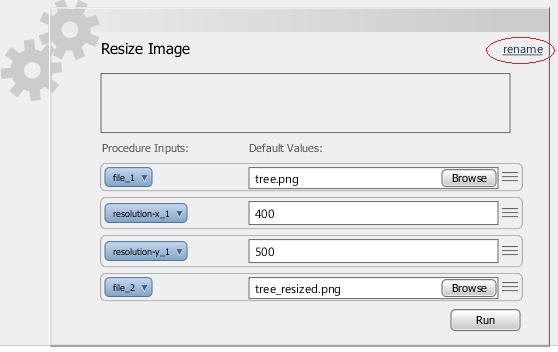 Resize Image rename
Procedure Inputs: Default Values:
file_1 tree.png Browse
resolution-x_1 400
resolution-y_1 500
file_2 tree_resized.png Browse
Run